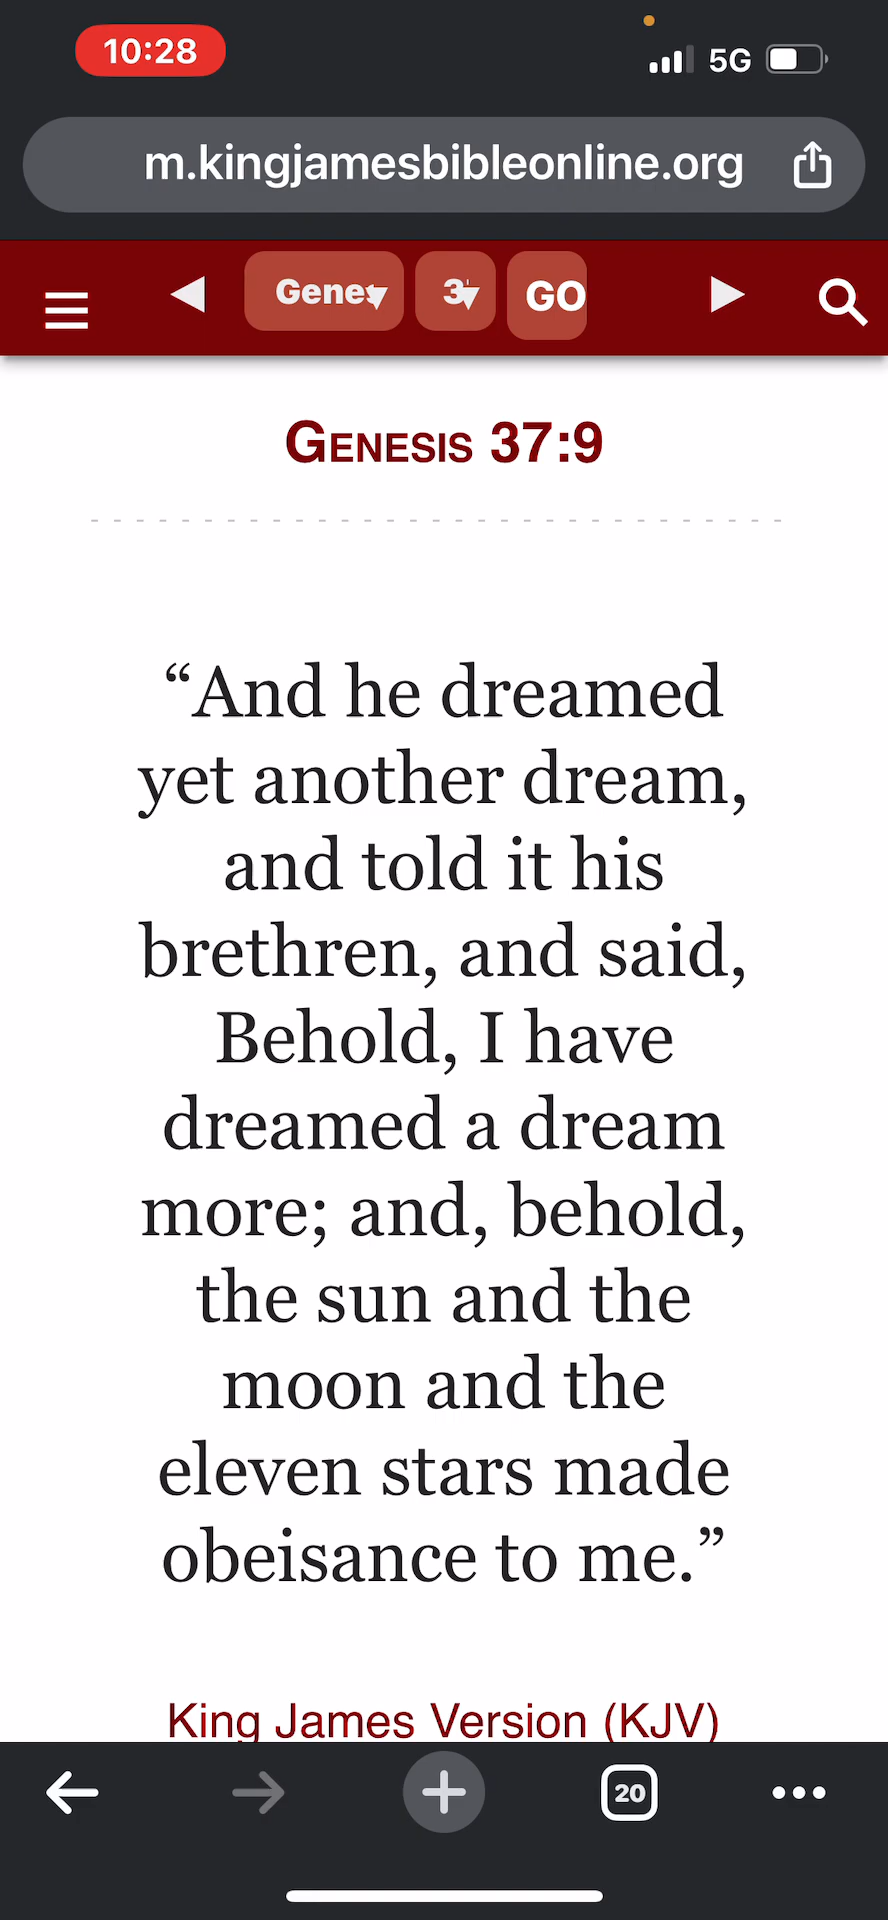 10:28
5G
m.kingjamesbibleonline.org
GO
GENESIS 37:9
“And he dreamed
yet another dream,
and told it his
brethren, and said,
Behold, I have
dreamed a dream
more; and, behold,
the sun and the
moon and the
eleven stars made
obeisance to me.”
King James Version (KJV)
20